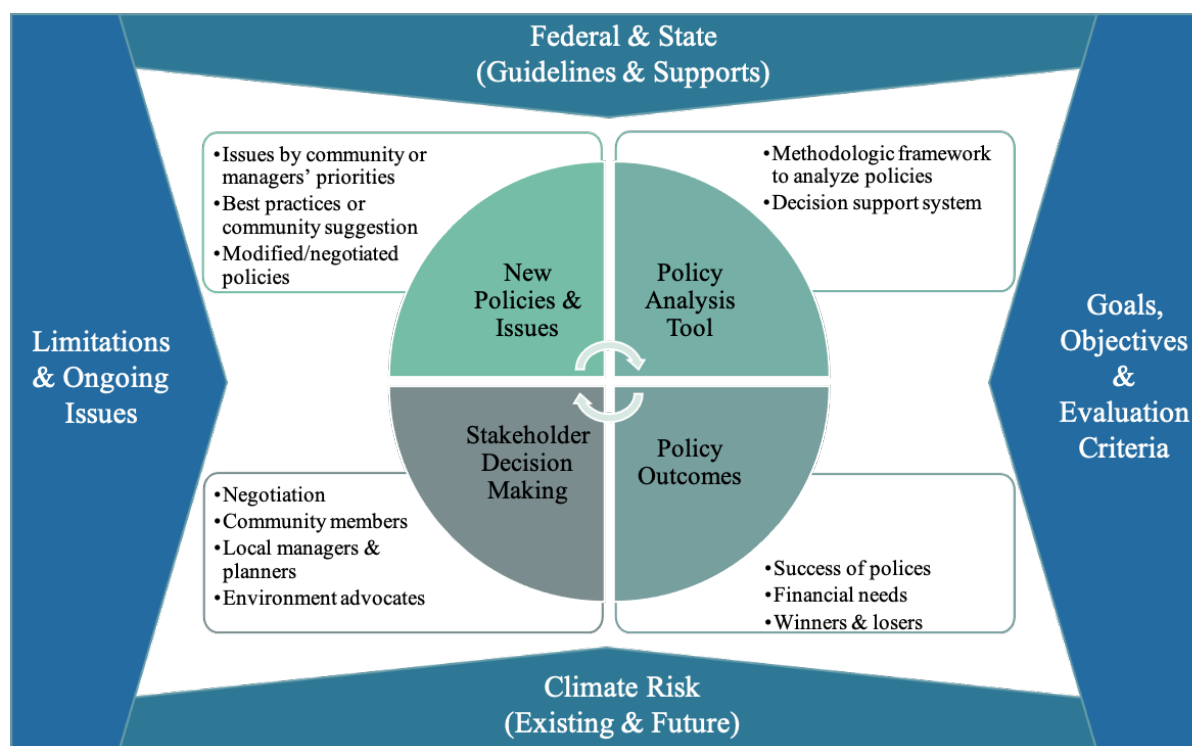 Federal & State
(Guidelines & Supports)
•Issues by community or
managers’ priorities
•Best practices or
community suggestion
•Modified/negotiated
policies
•Methodologic framework
to analyze policies
•Decision support system
New
Policies &
Issues
Policy
Analysis
Tool
Limitations
& Ongoing
Issues
Goals,
Objectives
&
Evaluation
Criteria
Stakeholder
Decision
Making
Policy
Outcomes
•Negotiation
•Community members
•Local managers &
planners
•Environment advocates
•Success of polices
•Financial needs
•Winners & losers
Climate Risk
(Existing & Future)